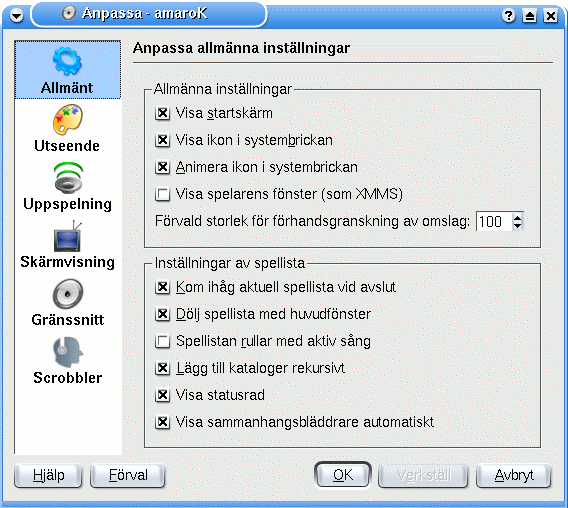 Anpassa - amaroK
Allmänt
Utseende
Uppspelning
Skärmvisning
Gränssnitt
Scrobbler
Anpassa allmänna inställningar
Allmänna inställningar
Visa startskärm
Visa ikon i systembrickan
Animera ikon i systembrickan
Visa spelarens fönster (som XMMS)
Förvald storlek för förhandsgranskning av omslag: 100
Inställningar av spellista
Kom ihåg aktuell spellista vid avslut
Dölj spellista med huvudfönster
Spellistan rullar med aktiv sång
Lägg till kataloger rekursivt
Visa statusrad
Visa sammanhangsbläddrare automatiskt
Hjälp Förval OK Verkställ Avbryt